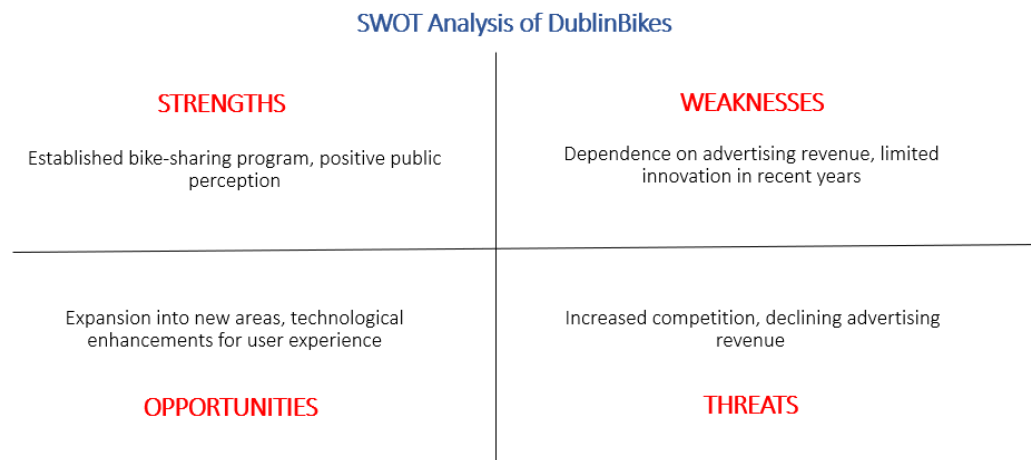 SWOT Analysis of DublinBikes
STRENGTHS
Established bike-sharing program, positive public
perception
WEAKNESSES
Dependence on advertising revenue, limited
innovation in recent years
Expansion into new areas, technological
enhancements for user experience
OPPORTUNITIES
Increased competition, declining advertising
revenue
THREATS